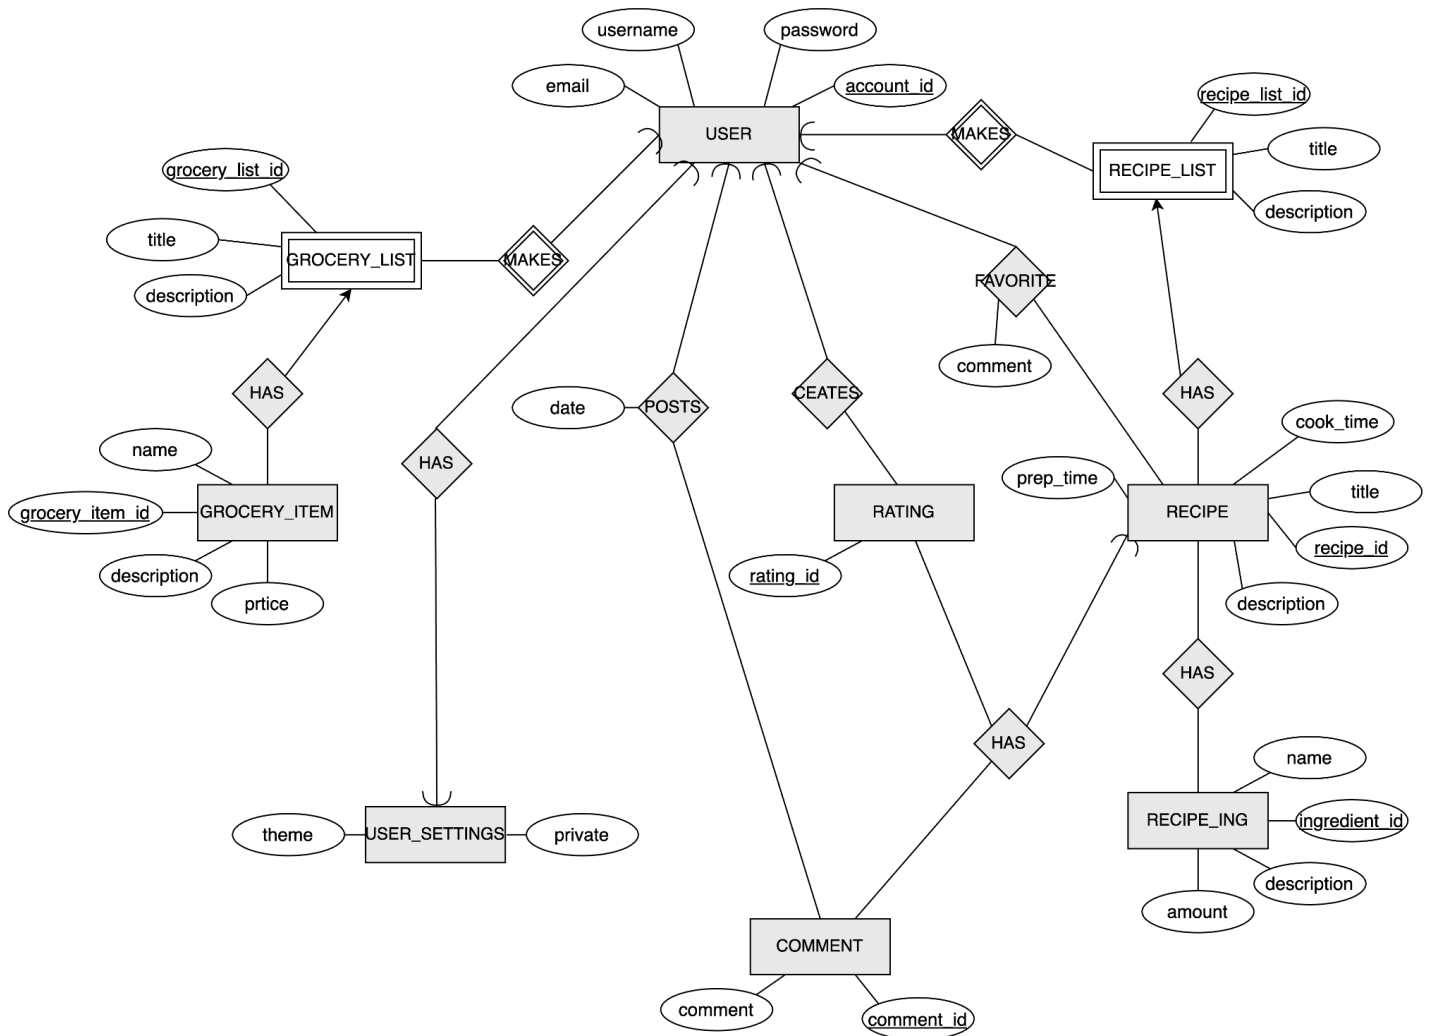 username
password
email
account_id
USER
recipe_list_id
MAKES
title
RECIPE_LIST
description
grocery_list_id
title
GROCERY_LIST
description
MAKES
FAVORITE
comment
HAS
date
POSTS
CEATES
HAS
cook_time
name
HAS
prep_time
title
grocery_item_id
GROCERY_ITEM
RATING
RECIPE
recipe_id
description
rating_id
prtice
description
HAS
HAS
name
RECIPE_ING
ingredient_id
theme
USER_SETTINGS
private
description
amount
COMMENT
comment
comment_id